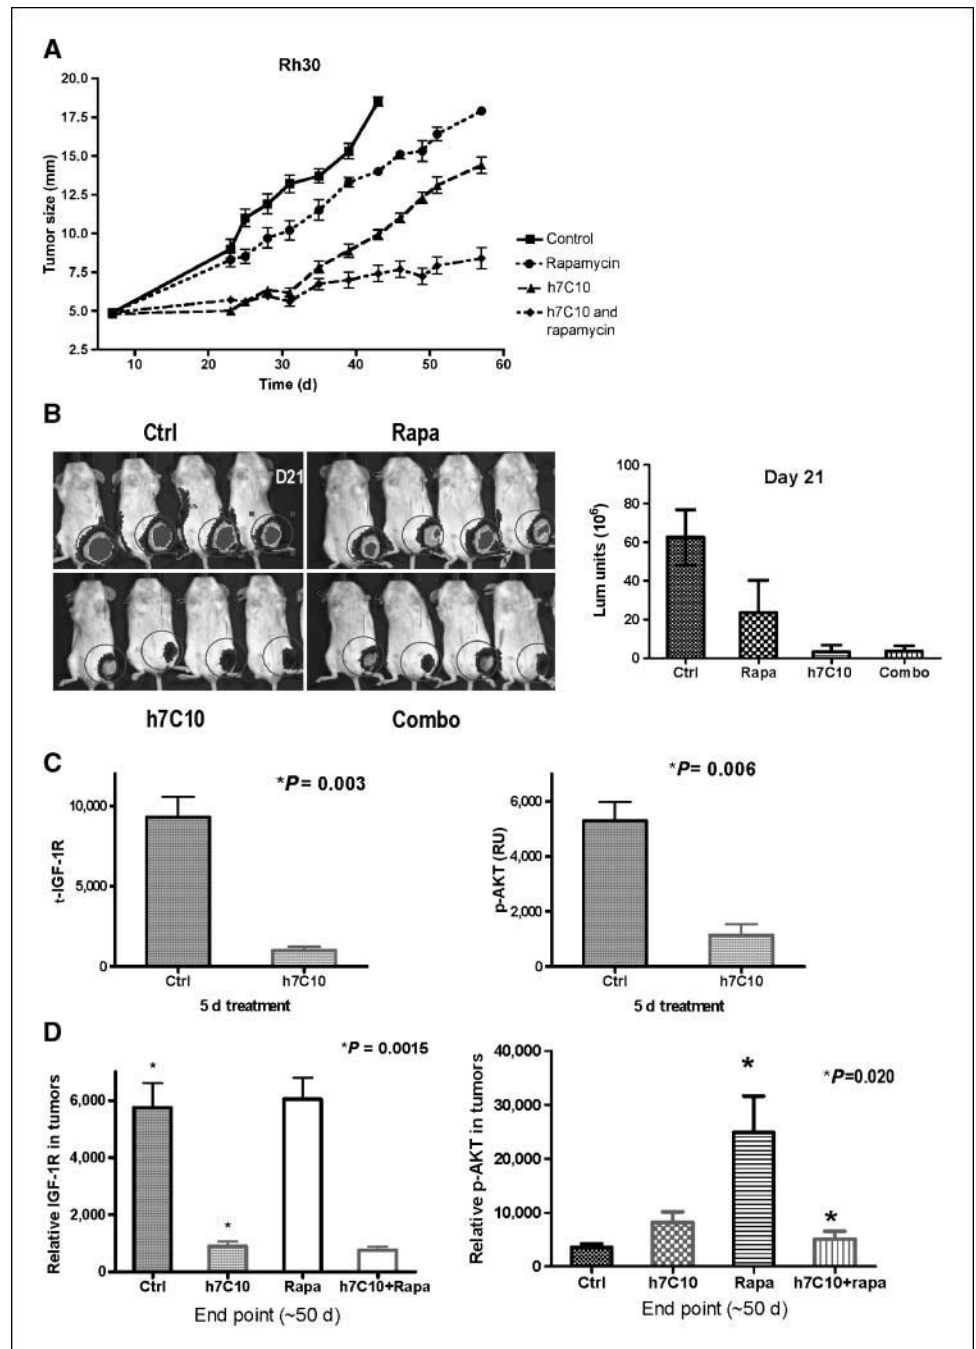 A
Rh30
20.0
17.5
15.0
12.5
10.0
7.5
5.0
2.5
Tumor size (mm)
10 20 30 40 50 60
Time (d)
Control
Rapamycin
h7C10
h7C10 and
rapamycin
B
Ctrl Rapa
D21
h7C10 Combo
Day 21
100
80
60
40
20
0
Lum units (10⁶)
Ctrl Rapa h7C10 Combo
C
*P= 0.003
10,000
5,000
0
t-IGF-1R
Ctrl h7C10
5 d treatment
*P= 0.006
6,000
4,000
2,000
0
p-AKT (RU)
Ctrl h7C10
5 d treatment
D
*P = 0.0015
6,000
4,000
2,000
0
Relative IGF-1R in tumors
* *
Ctrl h7C10 Rapa h7C10+Rapa
End point (~50 d)
*P=0.020
40,000
30,000
20,000
10,000
0
Relative p-AKT in tumors
* *
Ctrl h7C10 Rapa h7C10+rapa
End point (~50 d)